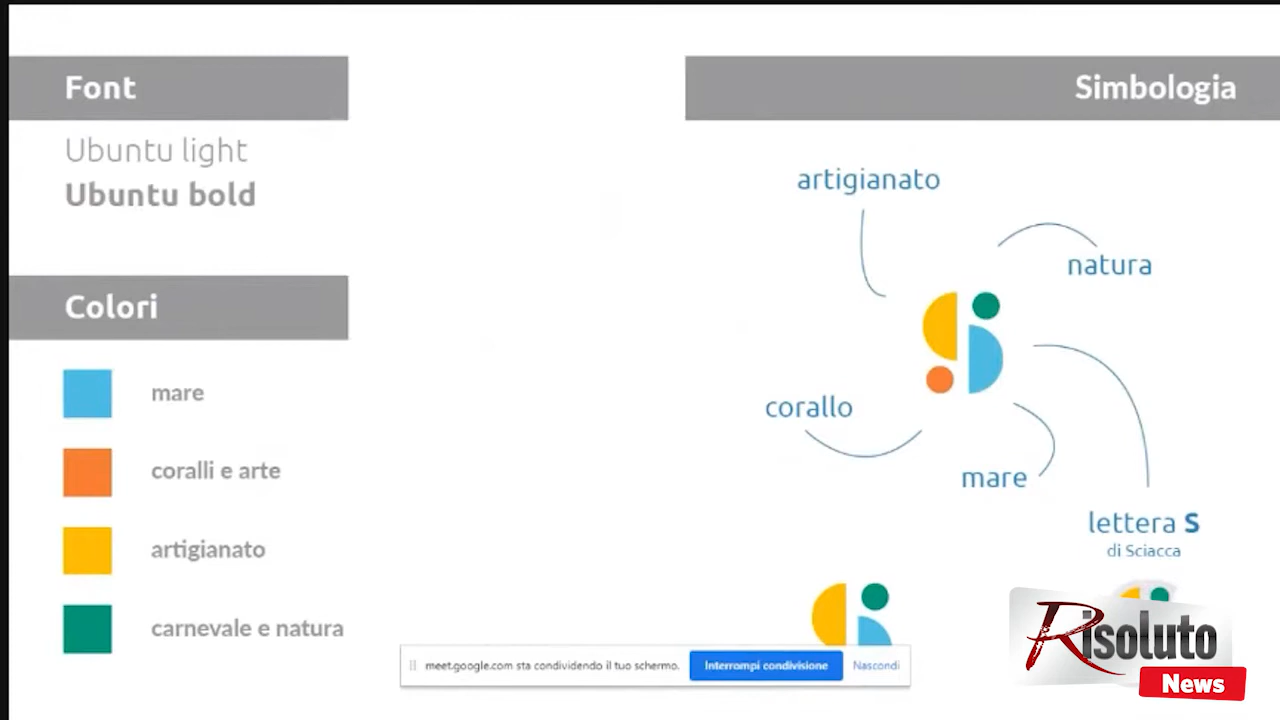 Font
Ubuntu light
Ubuntu bold
Colori
mare
coralli e arte
artigianato
carnevale e natura
Simbologia
artigianato
natura
corallo
mare
lettera S
di Sciacca
meet.google.com sta condividendo il tuo schermo.
Interrompi condivisione
Nascondi
Risoluto
News